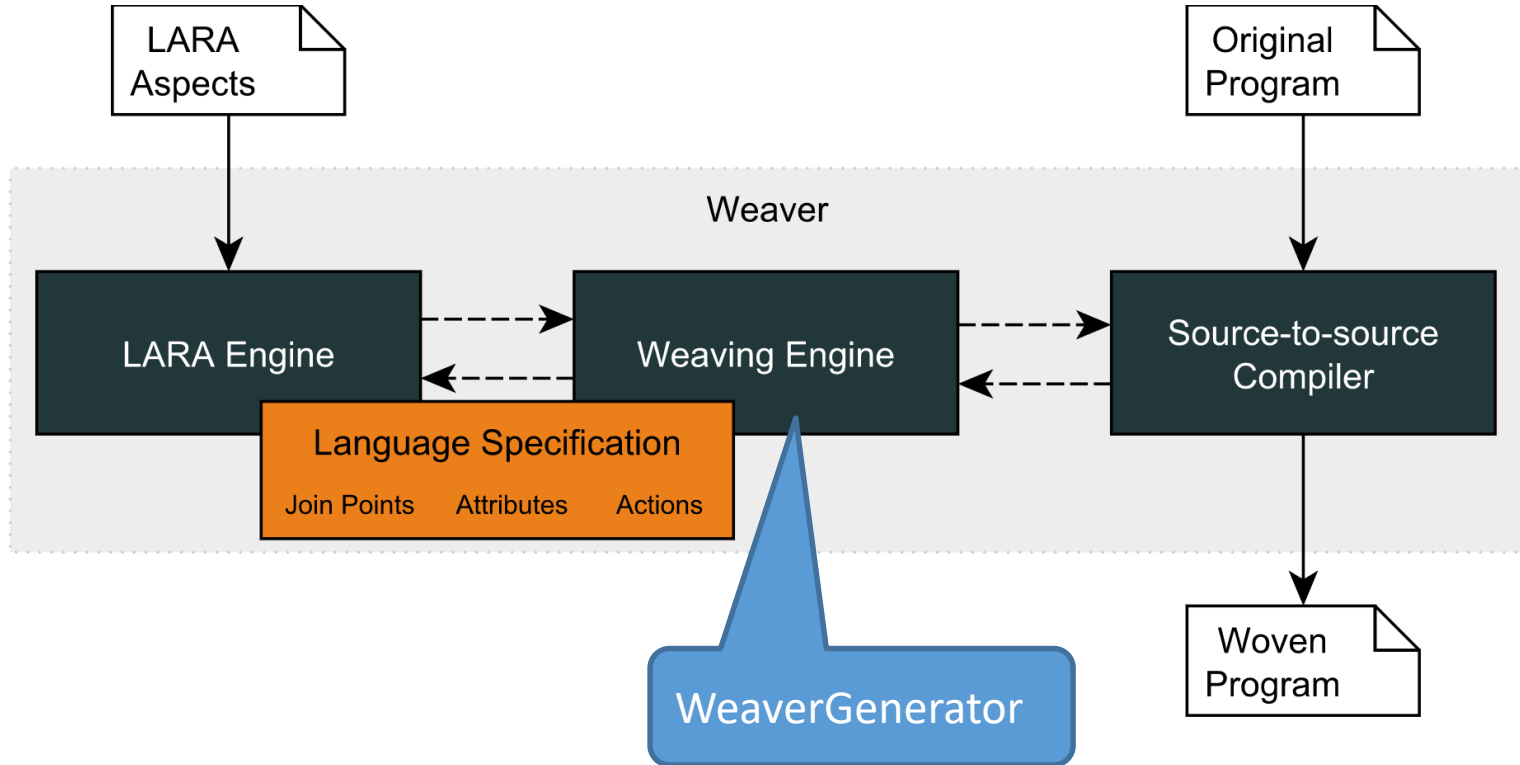 LARA
Aspects
Original
Program
Weaver
LARA Engine
Weaving Engine
Source-to-source
Compiler
Language Specification
Join Points Attributes Actions
WeaverGenerator
Woven
Program